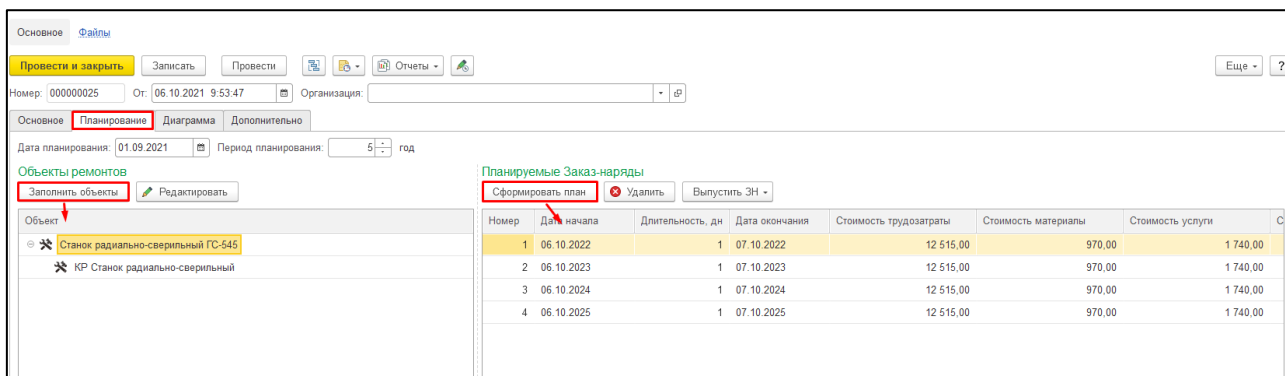 Основное Файлы
Провести и закрыть Записать Провести Отчеты Еще ?
Номер: 000000025 От: 06.10.2021 9:53:47 Организация:
Основное Планирование Диаграмма Дополнительно
Дата планирования: 01.09.2021 Период планирования: 5 год
Объекты ремонтов Планируемые Заказ-наряды
Заполнить объекты Редактировать Сформировать план Удалить Выпустить ЗН
Объект Номер Дата начала Длительность, дн Дата окончания Стоимость трудозатраты Стоимость материалы Стоимость услуги С
Станок радиально-сверильный ГС-545 1 06.10.2022 1 07.10.2022 12 515,00 970,00 1 740,00
КР Станок радиально-сверильный 2 06.10.2023 1 07.10.2023 12 515,00 970,00 1 740,00
3 06.10.2024 1 07.10.2024 12 515,00 970,00 1 740,00
4 06.10.2025 1 07.10.2025 12 515,00 970,00 1 740,00